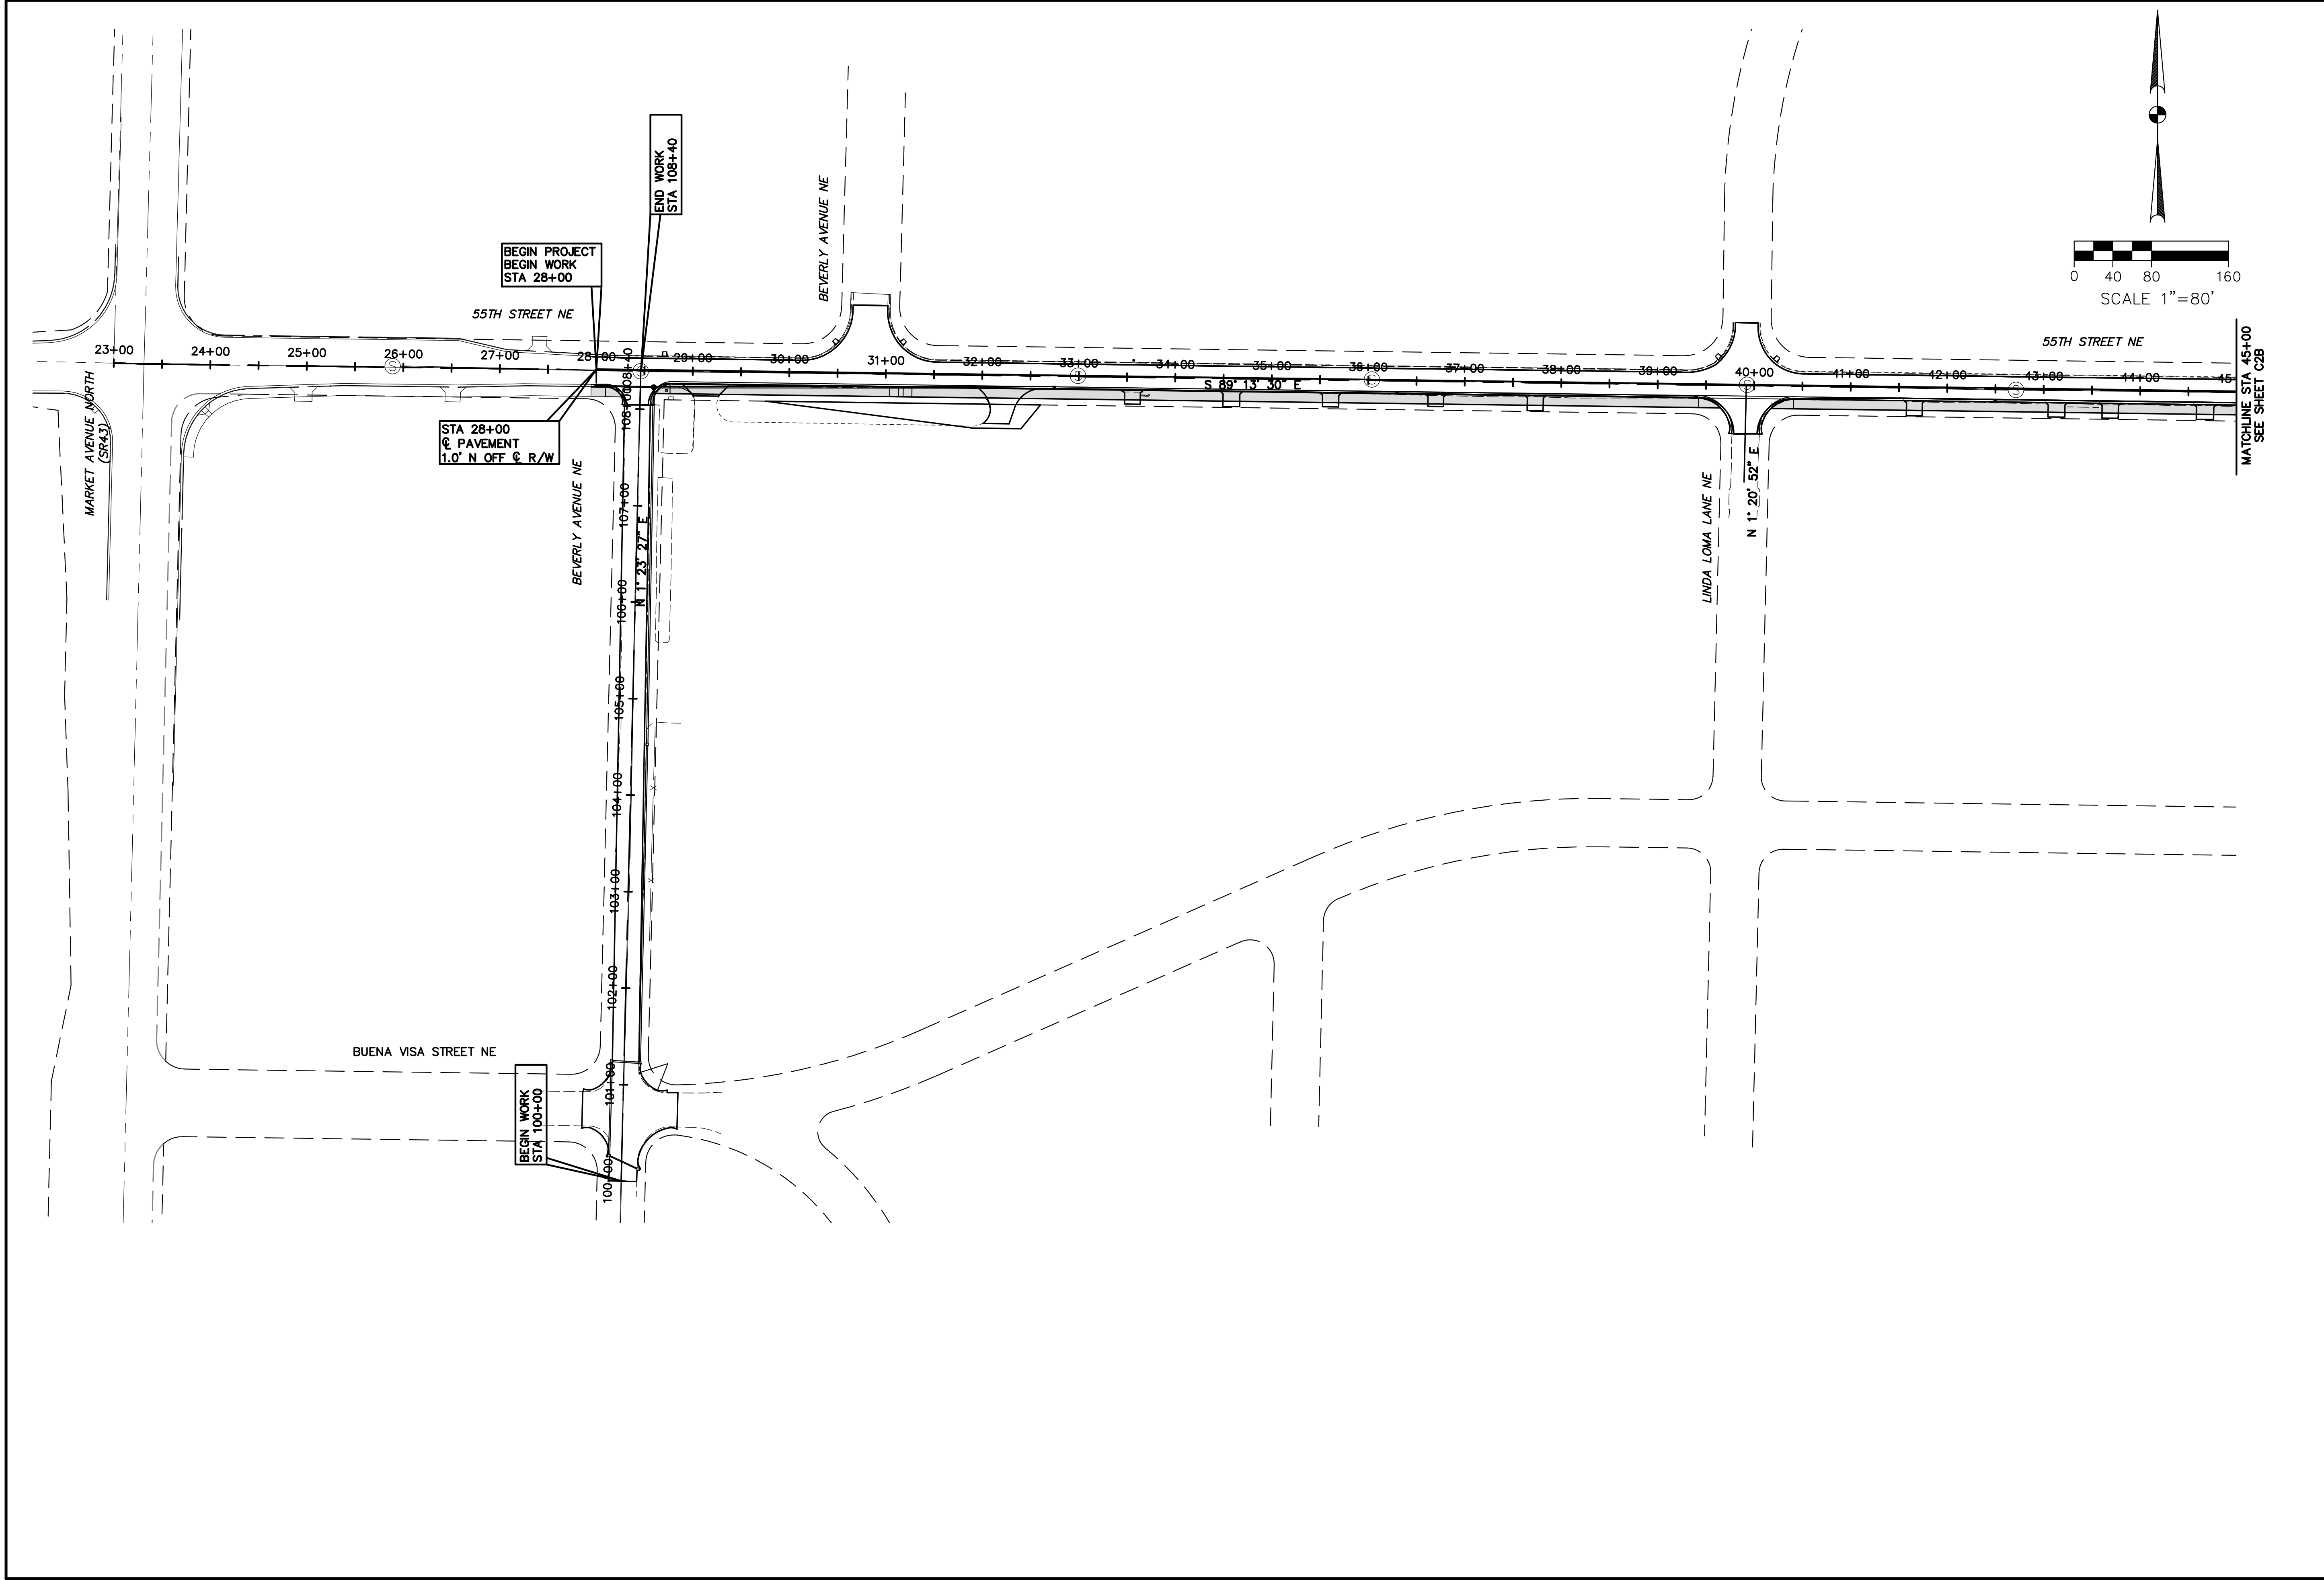 END WORK
STA 108+40
BEVERLY AVENUE NE
BEGIN PROJECT
BEGIN WORK
STA 28+00
0 40 80 160
SCALE 1"=80'
55TH STREET NE
55TH STREET NE
MATCHLINE STA 45+00
SEE SHEET C2B
23+00 24+00 25+00 26+00 27+00 28+00 29+00 30+00 31+00 32+00 33+00 34+00 35+00 36+00 37+00 38+00 39+00 40+00 41+00 42+00 43+00 44+00 45
S S S S S S
S 89° 13' 30" E
MARKET AVENUE NORTH
(SR43)
STA 28+00
℄ PAVEMENT
1.0' N OFF ℄ R/W
BEVERLY AVENUE NE
N 1° 23' 27" E
LINDA LOMA LANE NE
N 1° 20' 52" E
108+40
108+00
107+00
106+00
105+00
104+00
103+00
102+00
101+00
100+00
BUENA VISA STREET NE
BEGIN WORK
STA 100+00